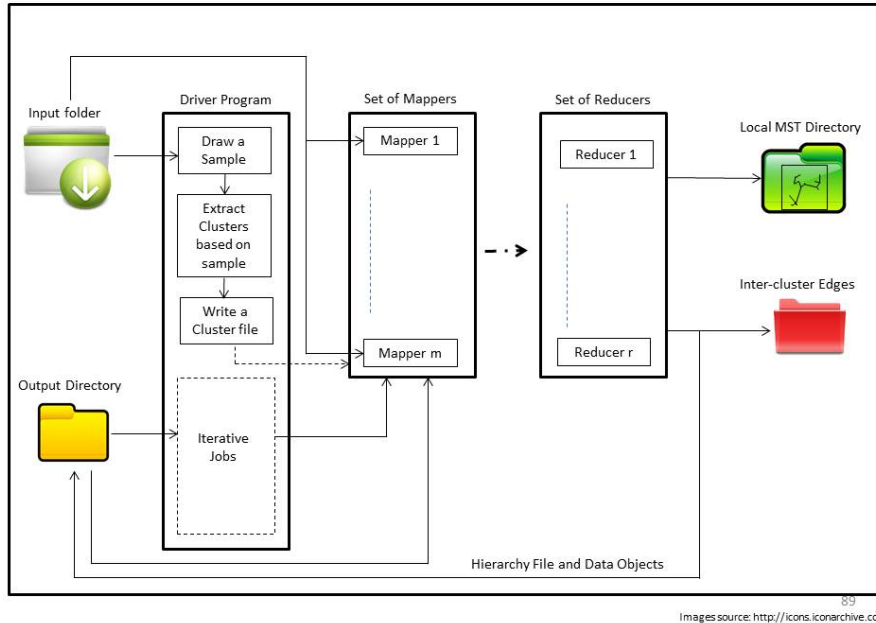 Input folder
Driver Program
Set of Mappers
Set of Reducers
Draw a
Sample
Extract
Clusters
based on
sample
Write a
Cluster file
Mapper 1
Mapper m
Reducer 1
Reducer r
Local MST Directory
Inter-cluster Edges
Output Directory
Iterative
Jobs
Hierarchy File and Data Objects
89
Images source: http://icons.iconarchive.co